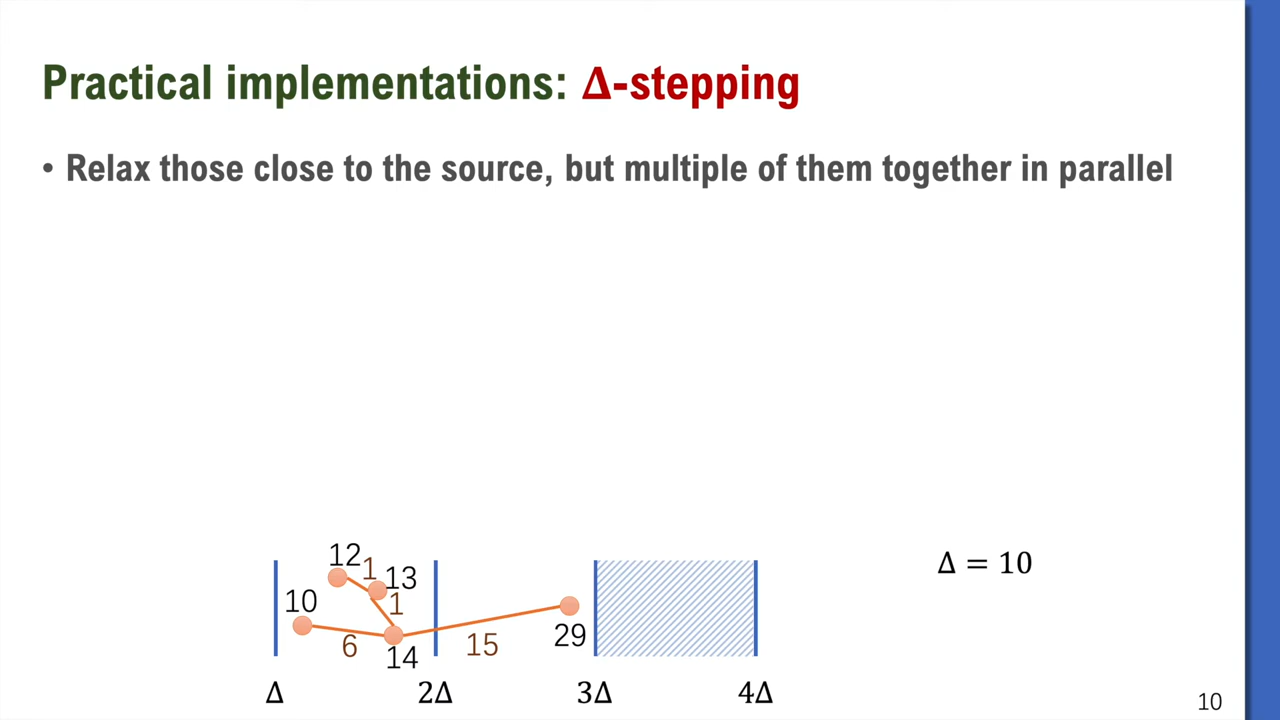 Practical implementations: Δ-stepping
• Relax those close to the source, but multiple of them together in parallel
12
1
13
10
1
6
14
15
29
Δ = 10
Δ
2Δ
3Δ
4Δ
10